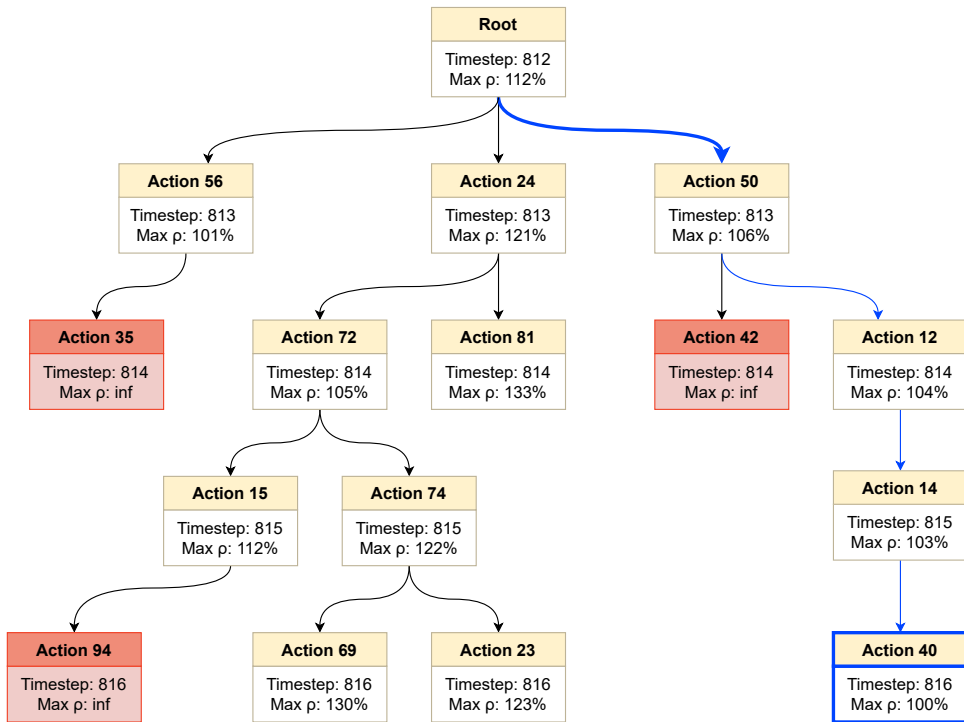 Root
Timestep: 812
Max ρ: 112%
Action 56
Timestep: 813
Max ρ: 101%
Action 24
Timestep: 813
Max ρ: 121%
Action 50
Timestep: 813
Max ρ: 106%
Action 35
Timestep: 814
Max ρ: inf
Action 72
Timestep: 814
Max ρ: 105%
Action 81
Timestep: 814
Max ρ: 133%
Action 42
Timestep: 814
Max ρ: inf
Action 12
Timestep: 814
Max ρ: 104%
Action 15
Timestep: 815
Max ρ: 112%
Action 74
Timestep: 815
Max ρ: 122%
Action 14
Timestep: 815
Max ρ: 103%
Action 94
Timestep: 816
Max ρ: inf
Action 69
Timestep: 816
Max ρ: 130%
Action 23
Timestep: 816
Max ρ: 123%
Action 40
Timestep: 816
Max ρ: 100%